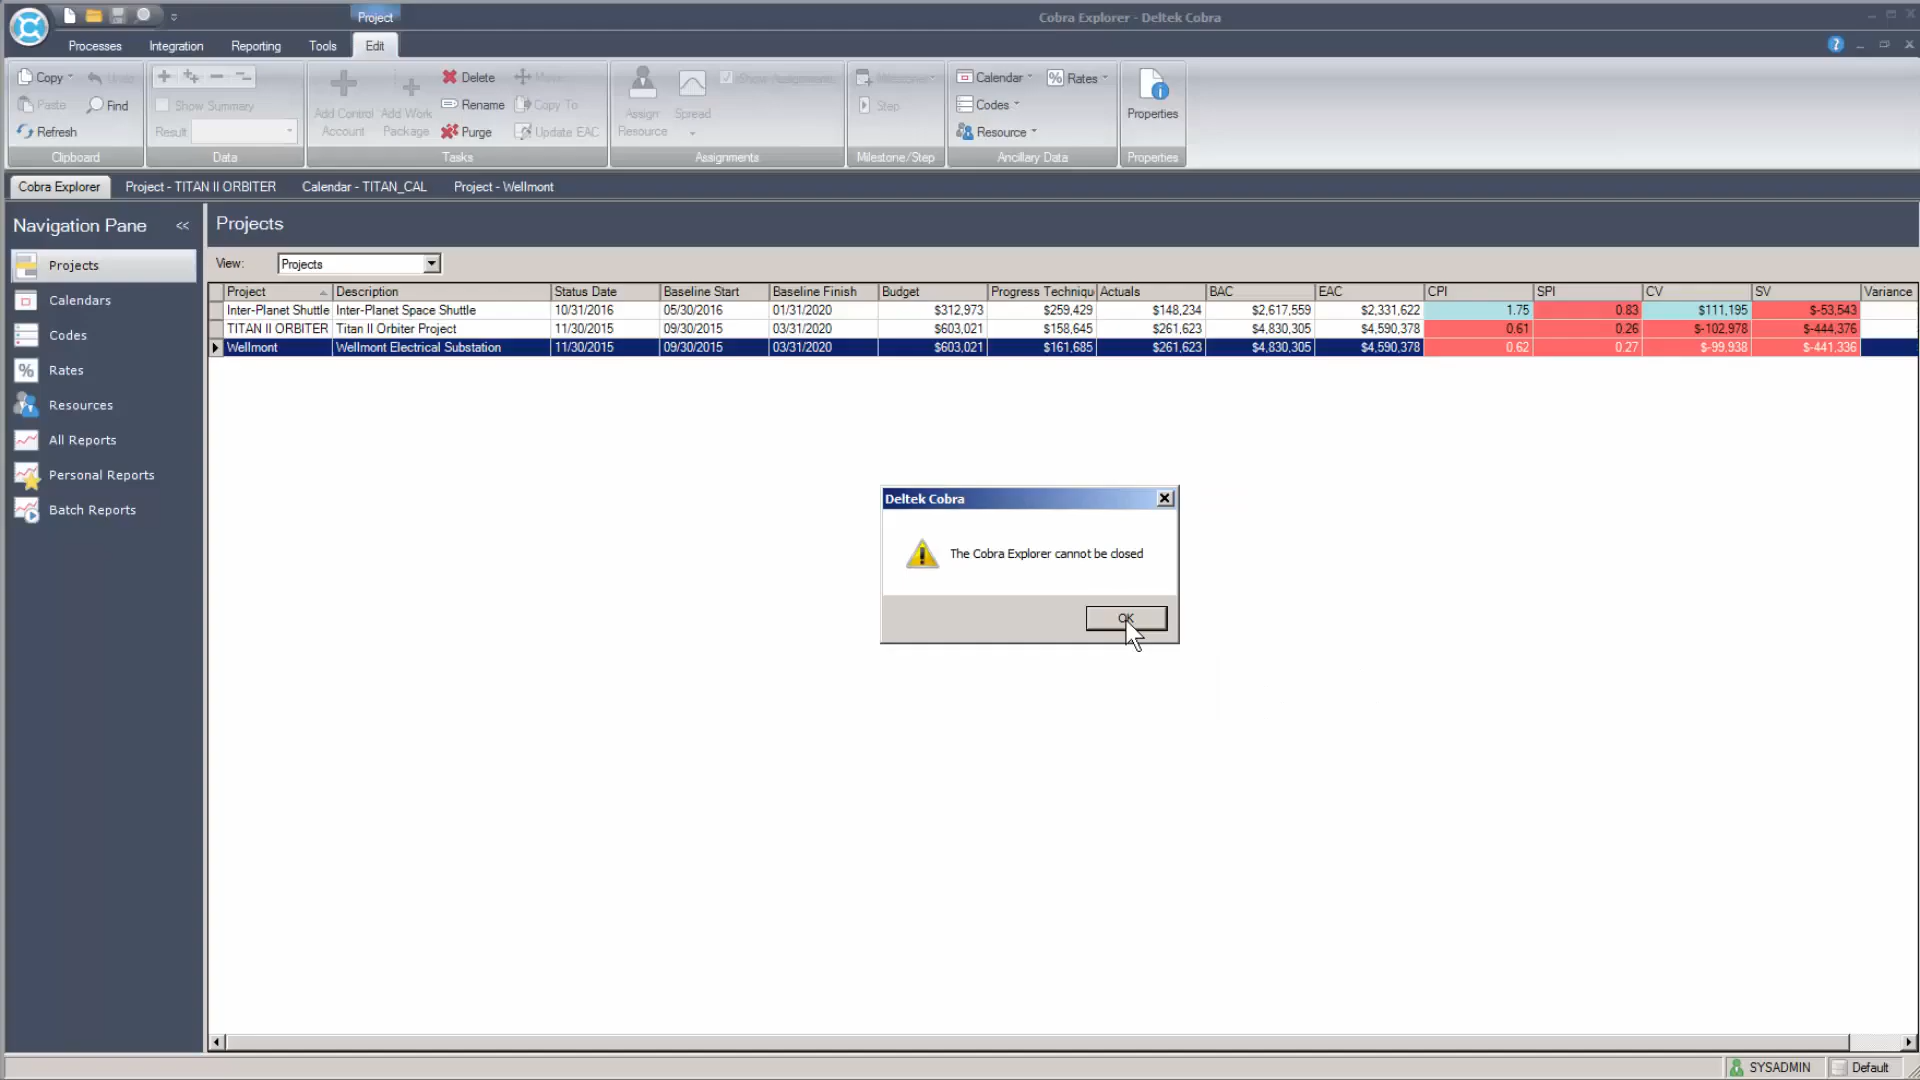 Project
Cobra Explorer - Deltek Cobra
Processes Integration Reporting Tools Edit
Copy Undo
Paste Find
Refresh
Clipboard
Show Summary
Result
Data
Add Control Account
Add Work Package
Delete Move
Rename Copy To
Purge Update EAC
Tasks
Assign Resource
Spread
Show Assignments
Assignments
Milestones
Step
Milestone/Step
Calendar Rates
Codes
Resource
Ancillary Data
Properties
Properties
Cobra Explorer Project - TITAN II ORBITER Calendar - TITAN_CAL Project - Wellmont
Navigation Pane <<
Projects
Calendars
Codes
Rates
Resources
All Reports
Personal Reports
Batch Reports
Projects
View: Projects
Project Description Status Date Baseline Start Baseline Finish Budget Progress Techniqu Actuals BAC EAC CPI SPI CV SV Variance
Inter-Planet Shuttle Inter-Planet Space Shuttle 10/31/2016 05/30/2016 01/31/2020 $312,973 $259,429 $148,234 $2,617,559 $2,331,622 1.75 0.83 $111,195 $-53,543
TITAN II ORBITER Titan II Orbiter Project 11/30/2015 09/30/2015 03/31/2020 $603,021 $158,645 $261,623 $4,830,305 $4,590,378 0.61 0.26 $-102,978 $-444,376
Wellmont Wellmont Electrical Substation 11/30/2015 09/30/2015 03/31/2020 $603,021 $161,685 $261,623 $4,830,305 $4,590,378 0.62 0.27 $-99,938 $-441,336
Deltek Cobra
The Cobra Explorer cannot be closed
OK
SYSADMIN Default